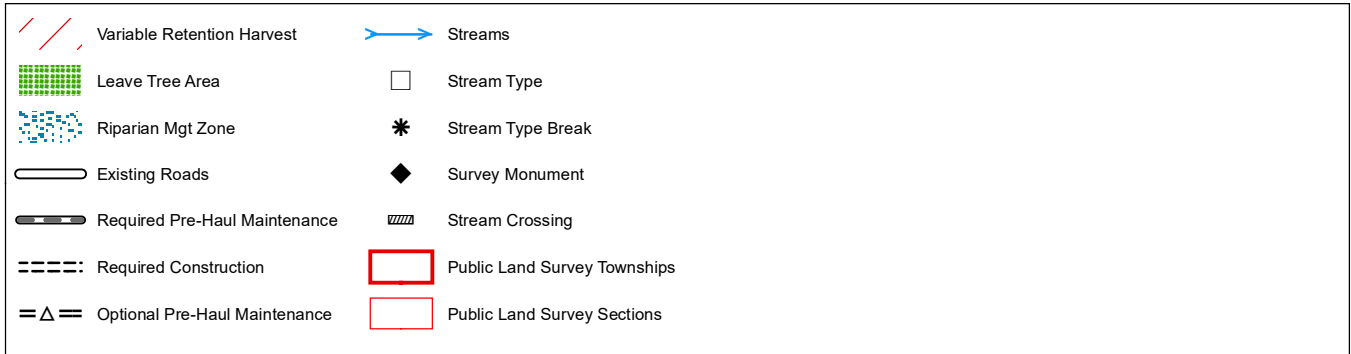 Variable Retention Harvest
Leave Tree Area
Riparian Mgt Zone
Existing Roads
Required Pre-Haul Maintenance
Required Construction
Optional Pre-Haul Maintenance
Streams
Stream Type
Stream Type Break
Survey Monument
Stream Crossing
Public Land Survey Townships
Public Land Survey Sections